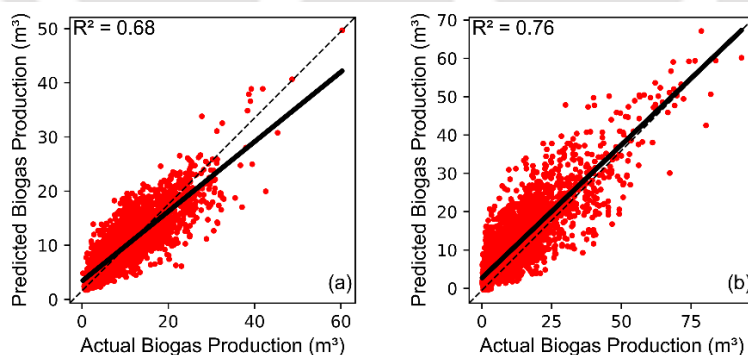 R² = 0.68
Predicted Biogas Production (m³)
50
40
30
20
10
0
0 20 40 60
Actual Biogas Production (m³)
(a)
R² = 0.76
Predicted Biogas Production (m³)
70
60
50
40
30
20
10
0
0 25 50 75
Actual Biogas Production (m³)
(b)